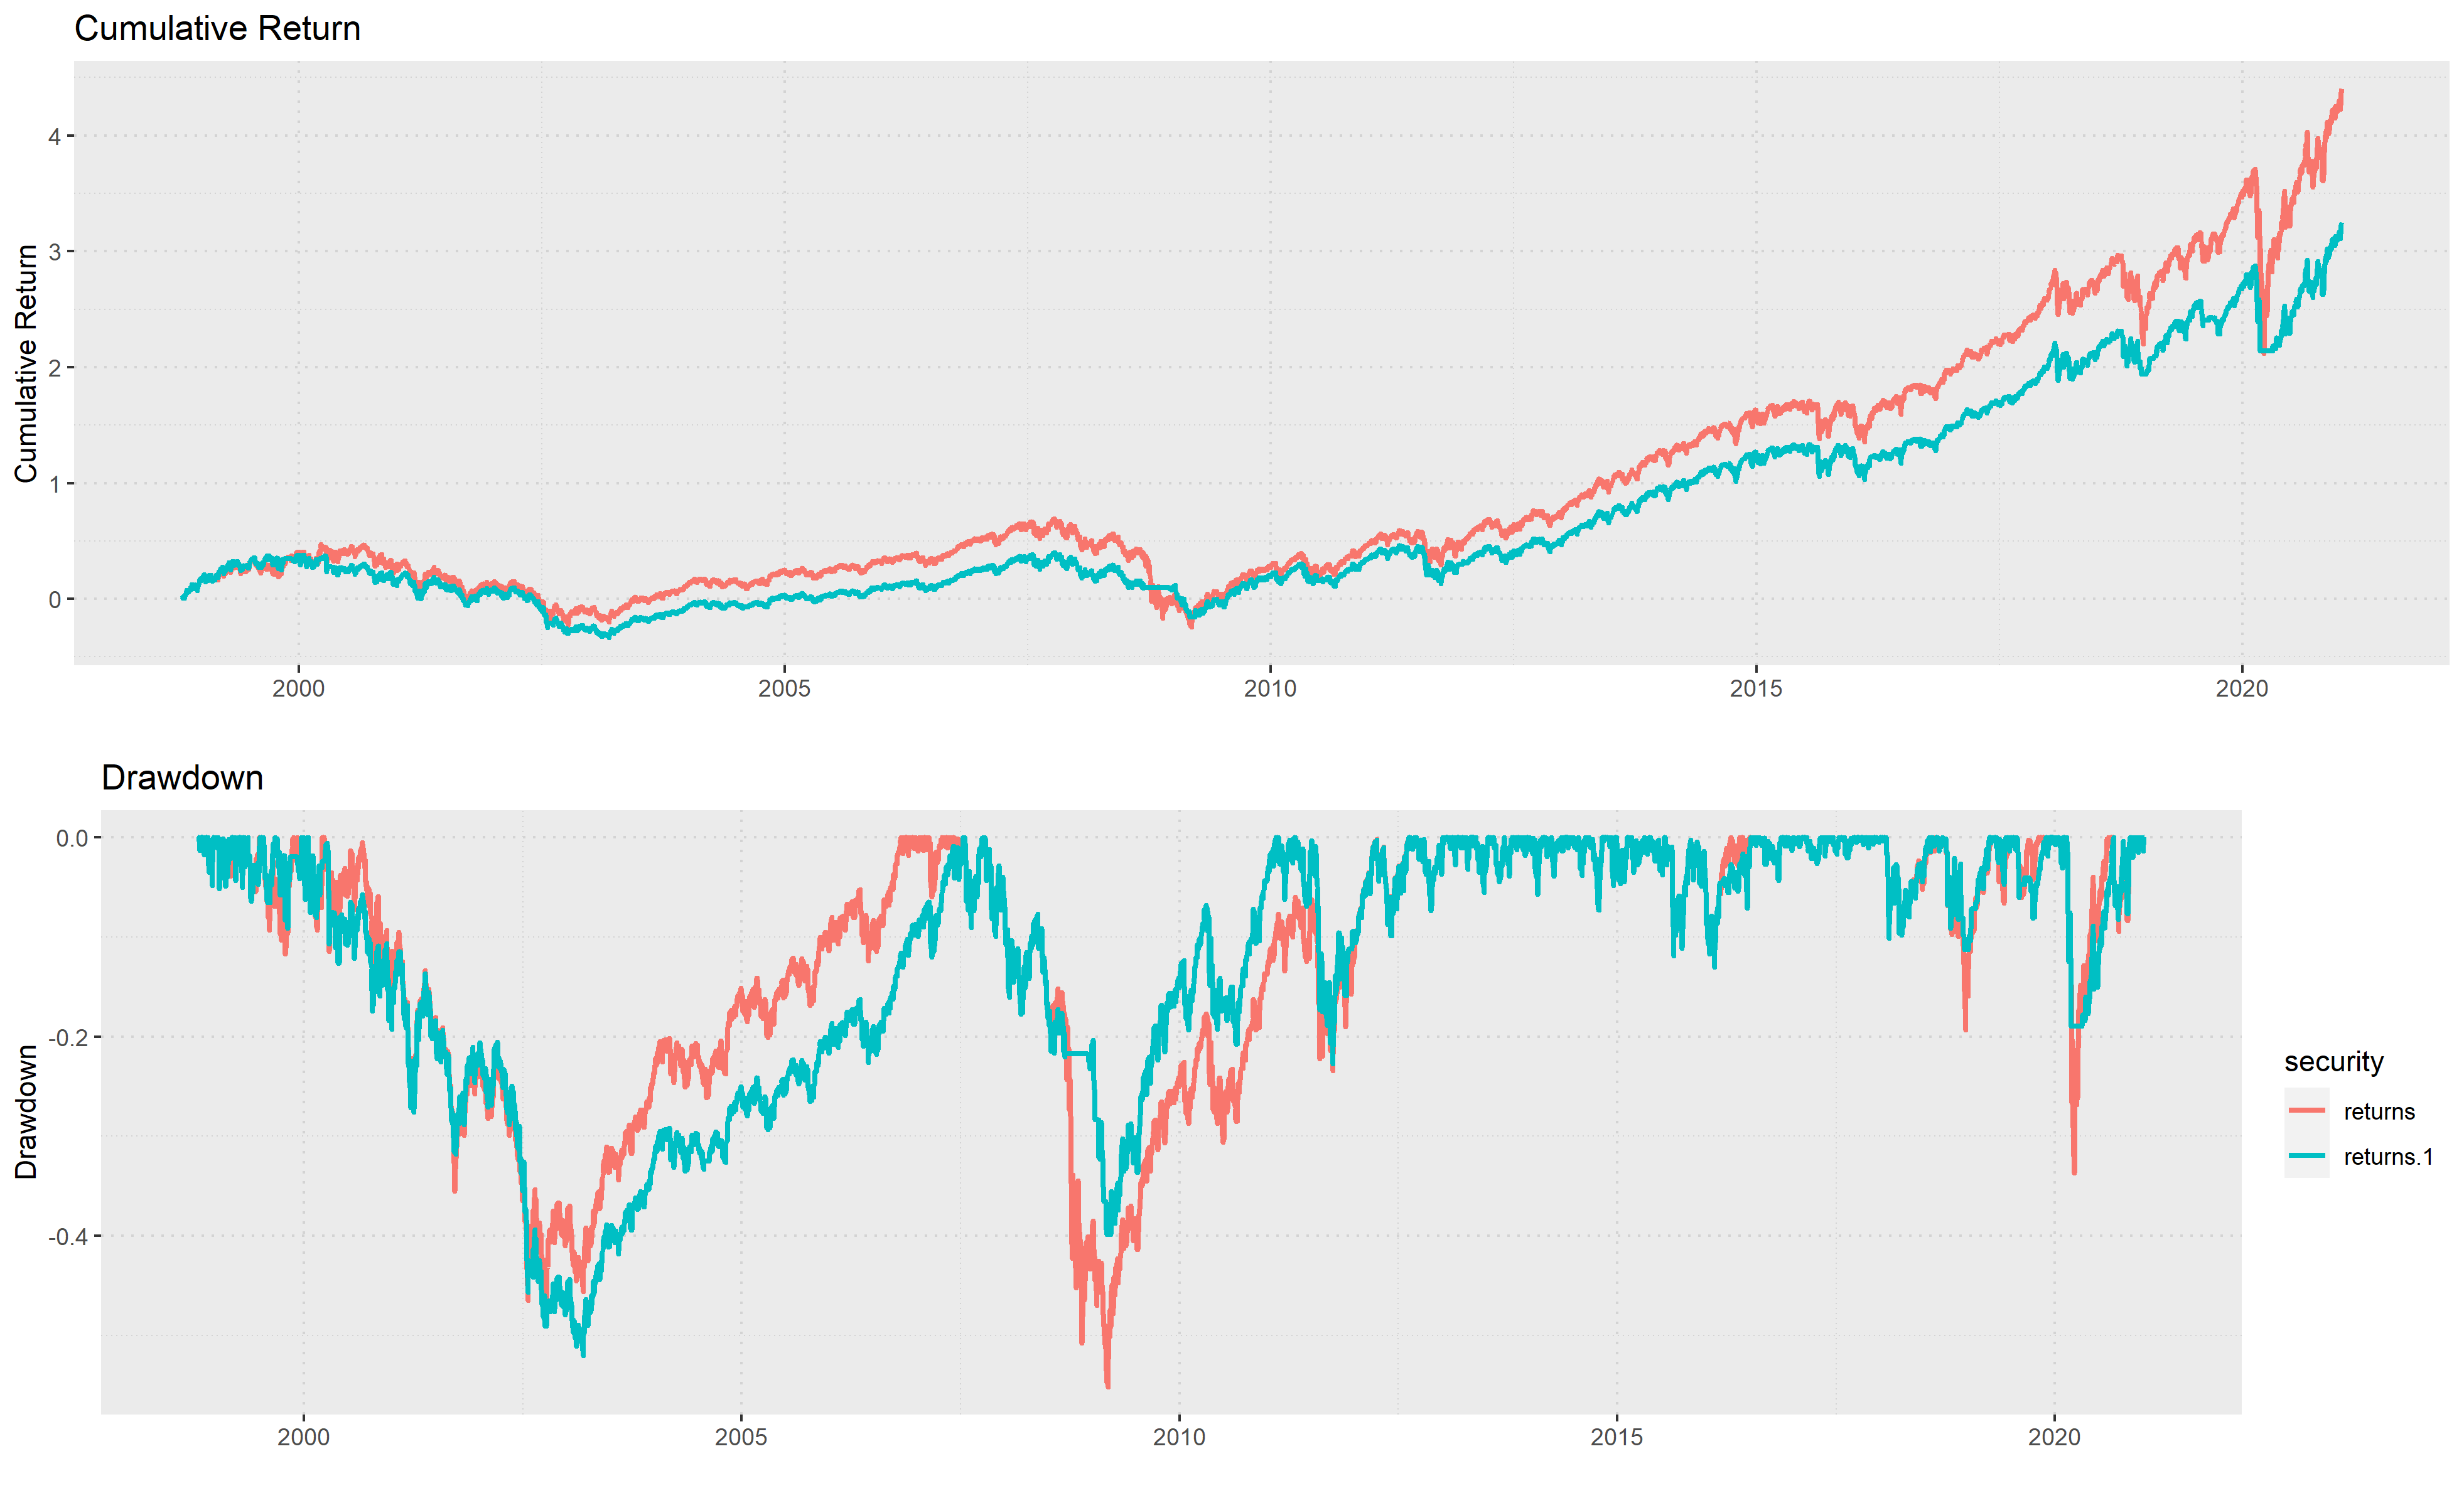 Cumulative Return
Cumulative Return
4
3
2
1
0
2000 2005 2010 2015 2020
Drawdown
Drawdown
0.0
-0.2
-0.4
2000 2005 2010 2015 2020
security
returns
returns.1